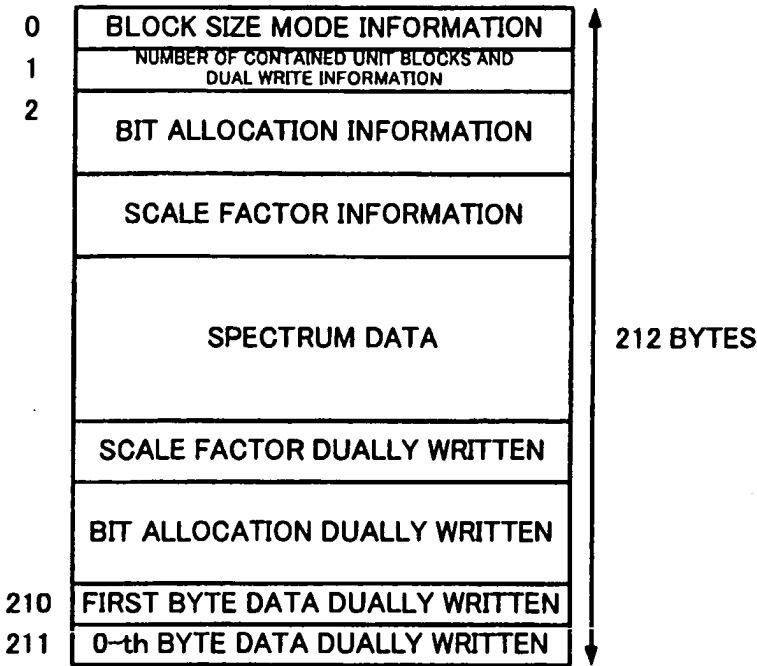 0 BLOCK SIZE MODE INFORMATION
1 NUMBER OF CONTAINED UNIT BLOCKS AND
DUAL WRITE INFORMATION
2 BIT ALLOCATION INFORMATION
SCALE FACTOR INFORMATION
SPECTRUM DATA 212 BYTES
SCALE FACTOR DUALLY WRITTEN
BIT ALLOCATION DUALLY WRITTEN
210 FIRST BYTE DATA DUALLY WRITTEN
211 0-th BYTE DATA DUALLY WRITTEN